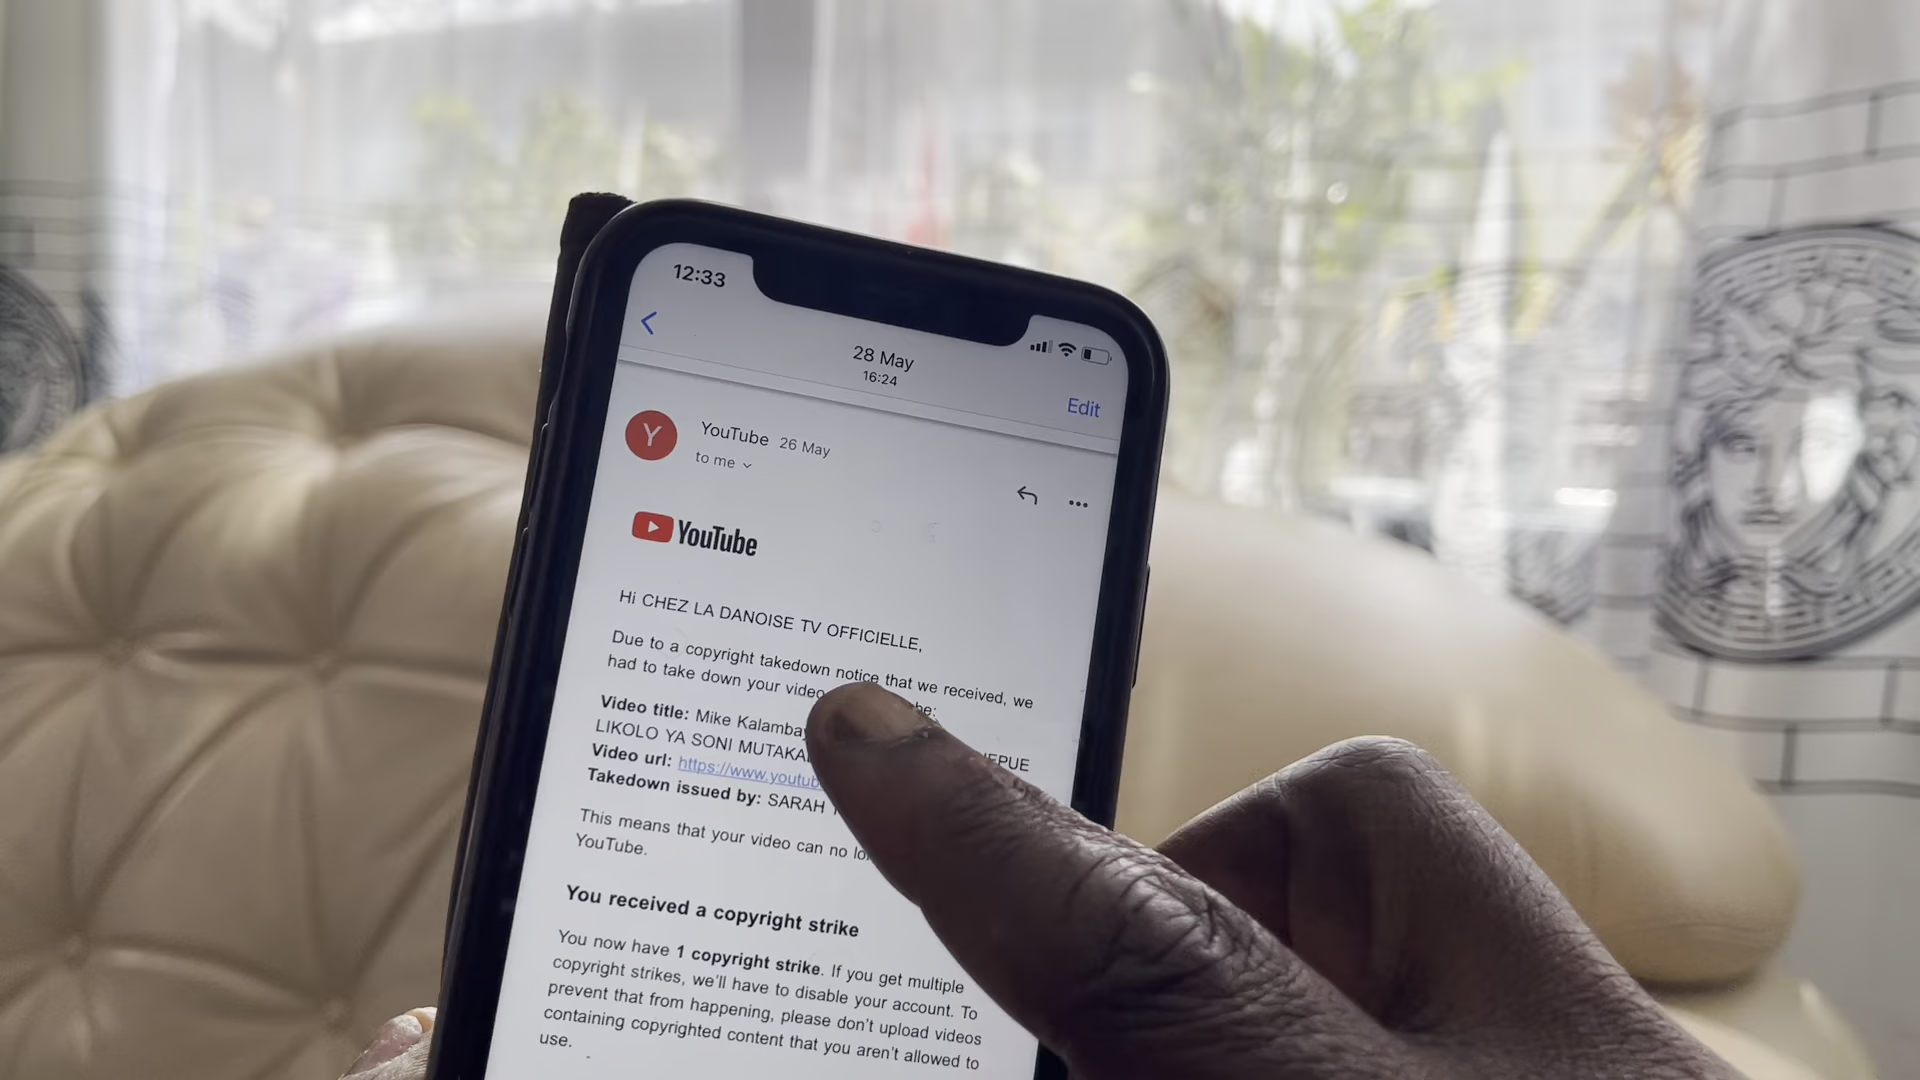 12:33
28 May
16:24
Edit
Y
YouTube 26 May
to me
YouTube
Hi CHEZ LA DANOISE TV OFFICIELLE,
Due to a copyright takedown notice that we received, we
had to take down your video be:
Video title: Mike Kalambay
LIKOLO YA SONI MUTAKA EPUE
Video url: https://www.youtub
Takedown issued by: SARAH
This means that your video can no
YouTube.
You received a copyright strike
You now have 1 copyright strike. If you get multiple
copyright strikes, we'll have to disable your account. To
prevent that from happening, please don't upload videos
containing copyrighted content that you aren't allowed to
use.